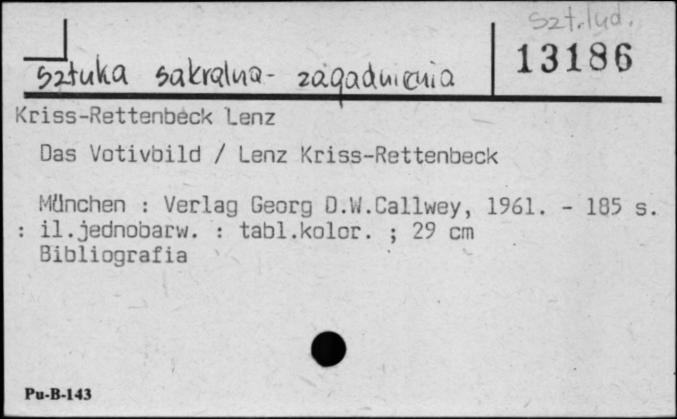 Szt.lud.
13186
Sztuka sakralna - zagadnienia
Kriss-Rettenbeck Lenz
Das Votivbild / Lenz Kriss-Rettenbeck
München : Verlag Georg D.W.Callwey, 1961. - 185 s.
: il.jednobarw. : tabl.kolor. ; 29 cm
Bibliografia
Pu-B-143